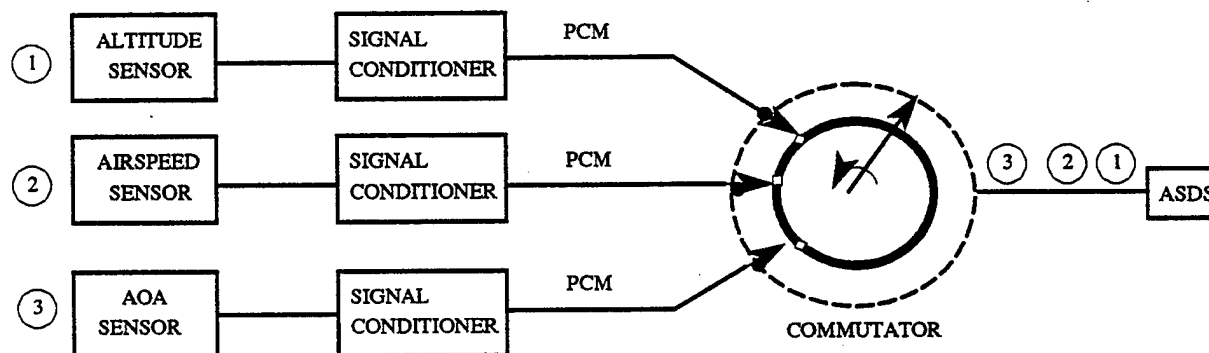 1
ALTITUDE
SENSOR
SIGNAL
CONDITIONER
PCM
2
AIRSPEED
SENSOR
SIGNAL
CONDITIONER
PCM
3
AOA
SENSOR
SIGNAL
CONDITIONER
PCM
COMMUTATOR
3 2 1
ASDS